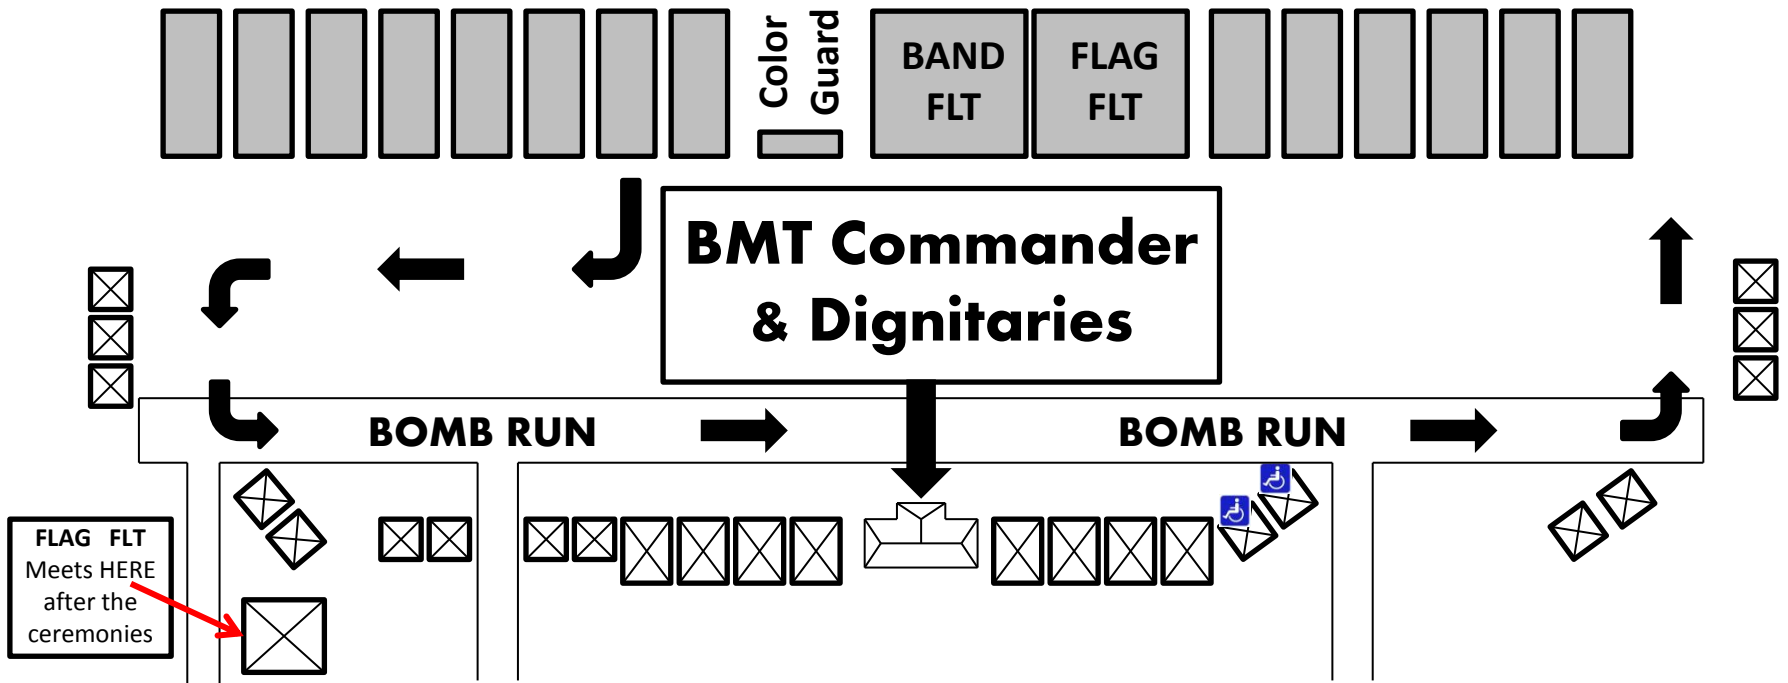 Color
Guard
BAND
FLT
FLAG
FLT
BMT Commander
& Dignitaries
BOMB RUN
BOMB RUN
FLAG FLT
Meets HERE
after the
ceremonies